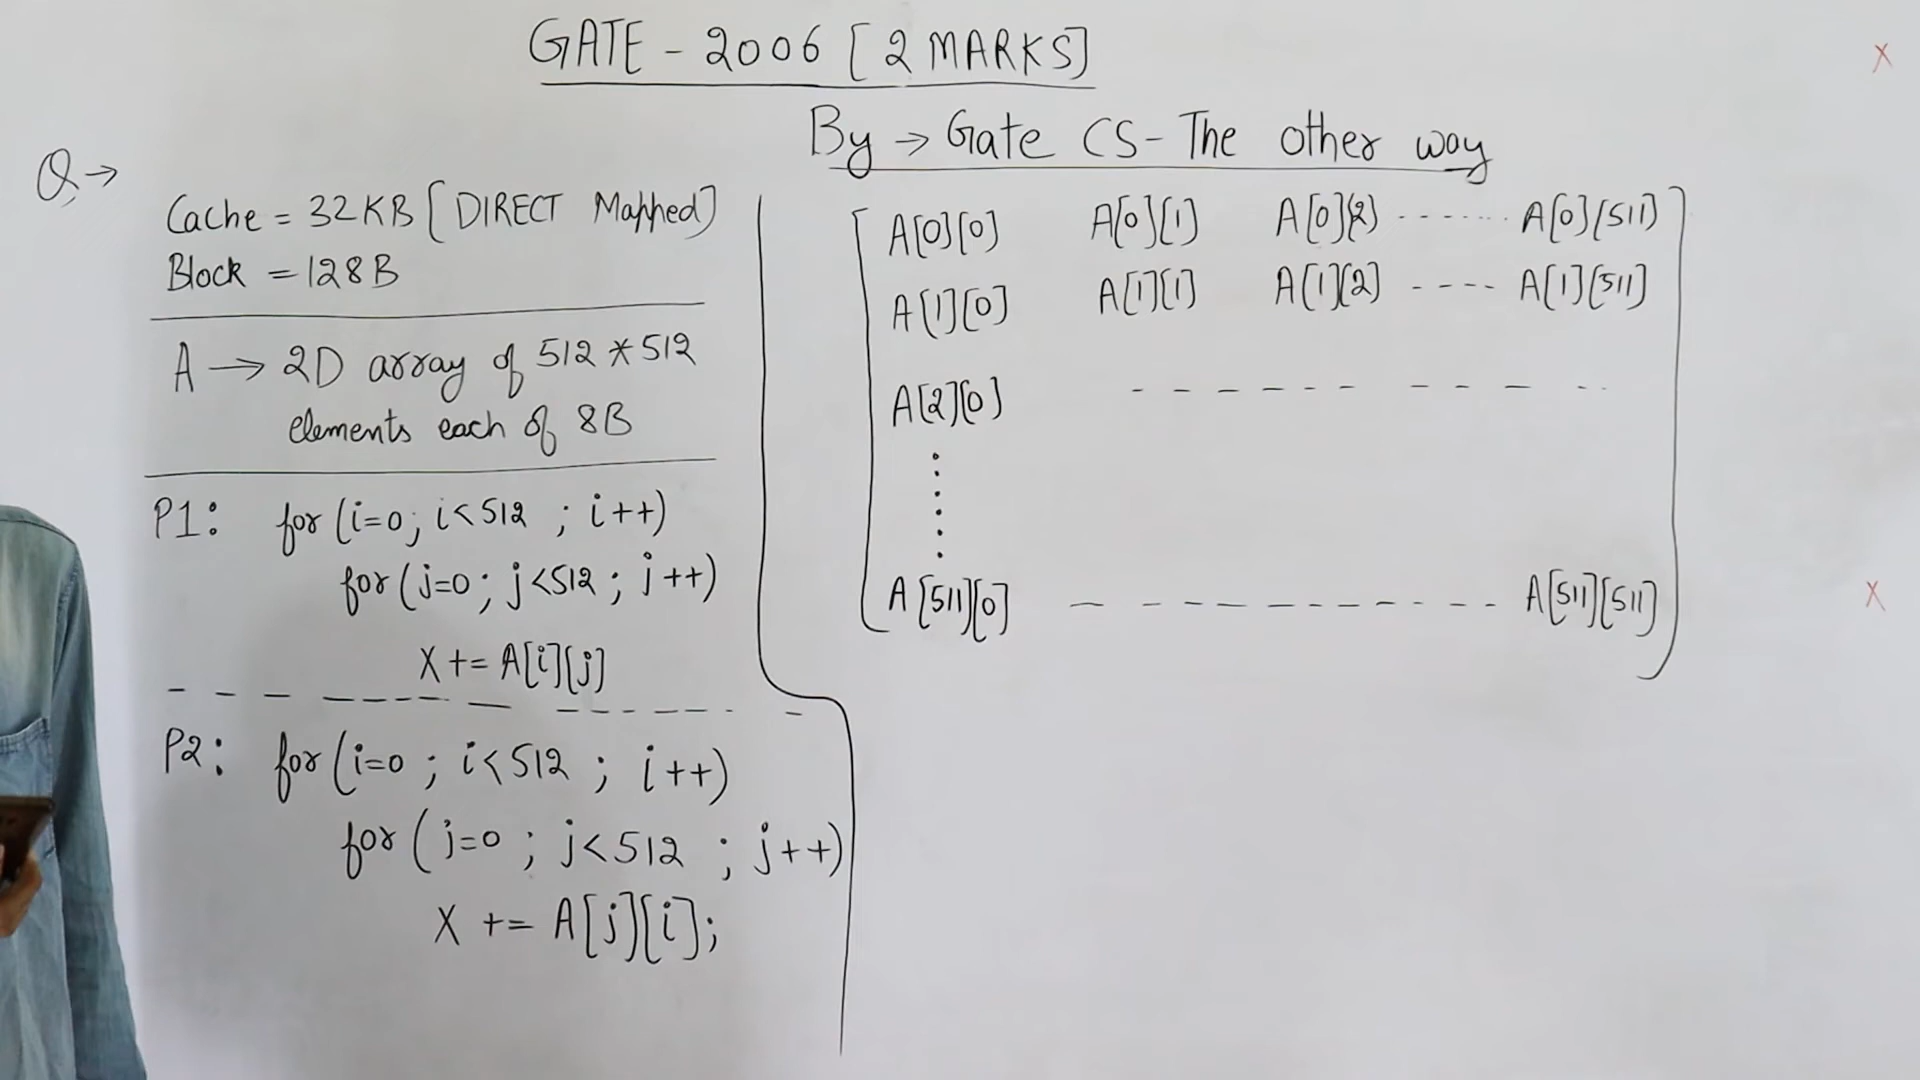 GATE - 2006 [2 MARKS]
By → Gate CS - The other way
Q →
Cache = 32KB [DIRECT Mapped]
Block = 128B
A → 2D array of 512 * 512
elements each of 8B
P1: for (i=0; i<512 ; i++)
for (j=0 ; j<512 ; j++)
X += A[i][j]
P2: for (i=0 ; i<512 ; i++)
for (j=0 ; j<512 ; j++)
X += A[j][i];
A[0][0] A[0][1] A[0][2] ------- A[0][511]
A[1][0] A[1][1] A[1][2] ---- A[1][511]
A[2][0] - - - - - - - - - - -
A[511][0] - - - - - - - - - - - - A[511][511]
X
X